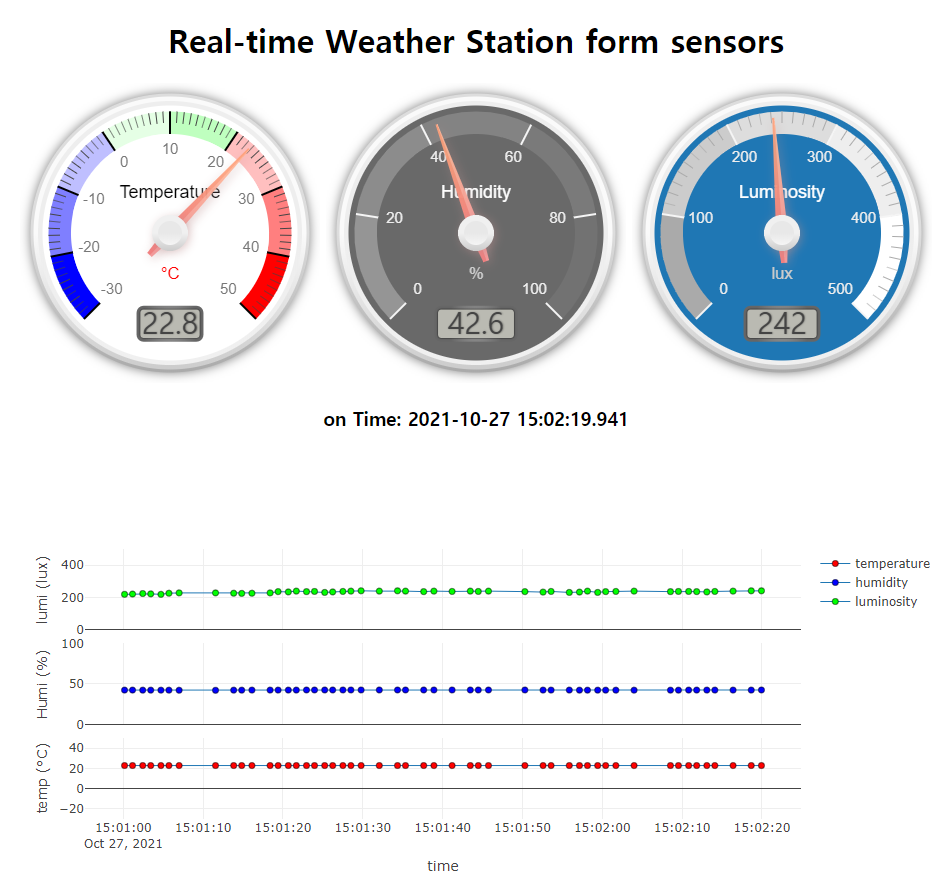 Real-time Weather Station form sensors
10
0 20
Temperature
-10 30
-20 40
°C
-30 50
22.8
40 60
Humidity
20 80
%
0 100
42.6
200 300
Luminosity
100 400
lux
0 500
242
on Time: 2021-10-27 15:02:19.941
lumi (lux)
400
200
0
Humi (%)
100
50
0
temp (°C)
40
20
0
−20
15:01:00 15:01:10 15:01:20 15:01:30 15:01:40 15:01:50 15:02:00 15:02:10 15:02:20
Oct 27, 2021
time
temperature
humidity
luminosity